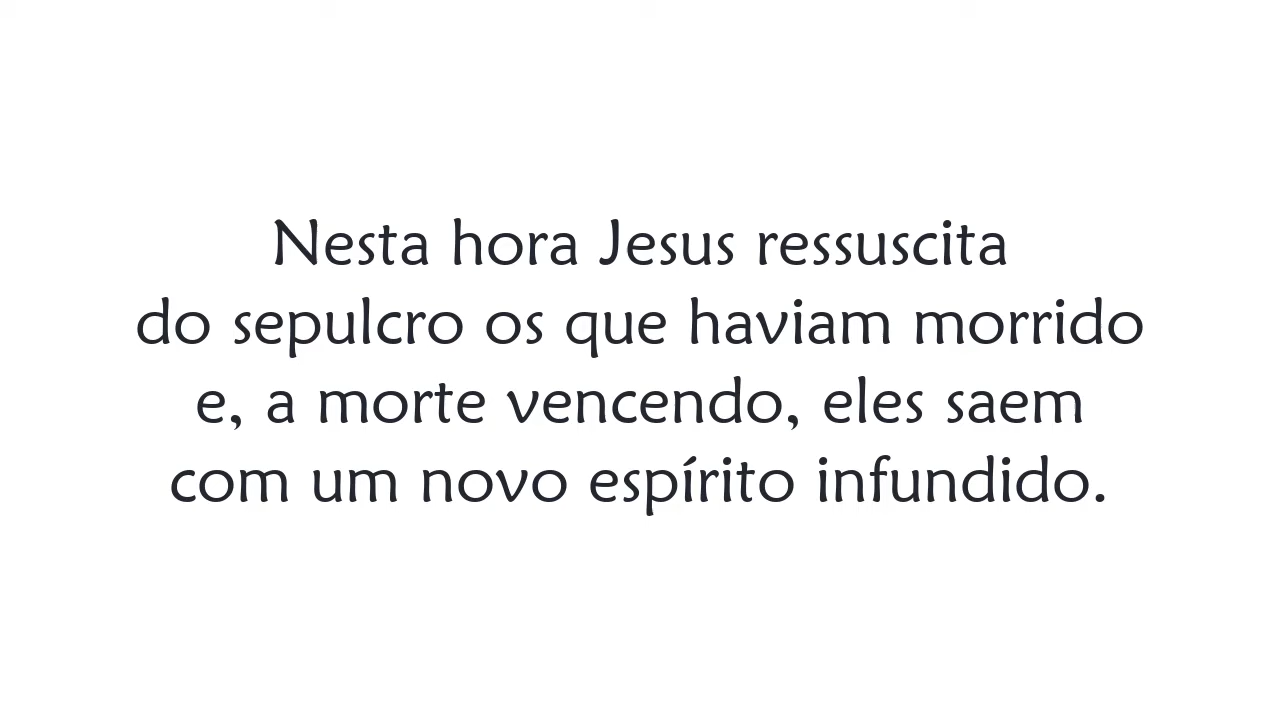 Nesta hora Jesus ressuscita
do sepulcro os que haviam morrido
e, a morte vencendo, eles saem
com um novo espírito infundido.